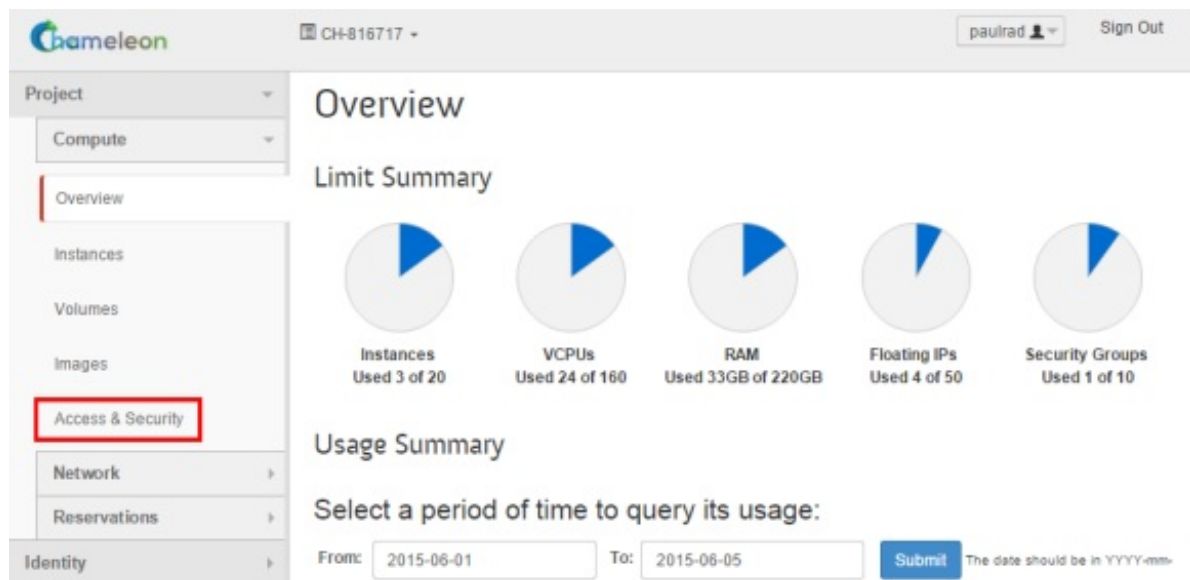 Chameleon
CH-816717
paulrad
Sign Out
Project
Compute
Overview
Instances
Volumes
Images
Access & Security
Network
Reservations
Identity
Overview
Limit Summary
Instances
Used 3 of 20
VCPUs
Used 24 of 160
RAM
Used 33GB of 220GB
Floating IPs
Used 4 of 50
Security Groups
Used 1 of 10
Usage Summary
Select a period of time to query its usage:
From: 2015-06-01 To: 2015-06-05 Submit The date should be in YYYY-mm-